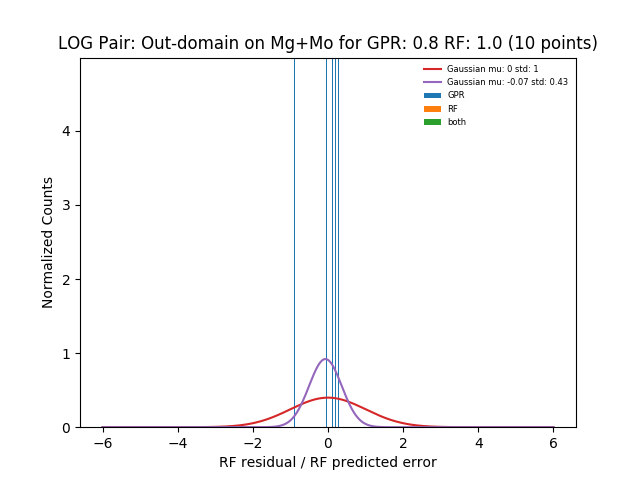 LOG Pair: Out-domain on Mg+Mo for GPR: 0.8 RF: 1.0 (10 points)
Gaussian mu: 0 std: 1
Gaussian mu: -0.07 std: 0.43
GPR
RF
both
Normalized Counts
4
3
2
1
0
−6 −4 −2 0 2 4 6
RF residual / RF predicted error